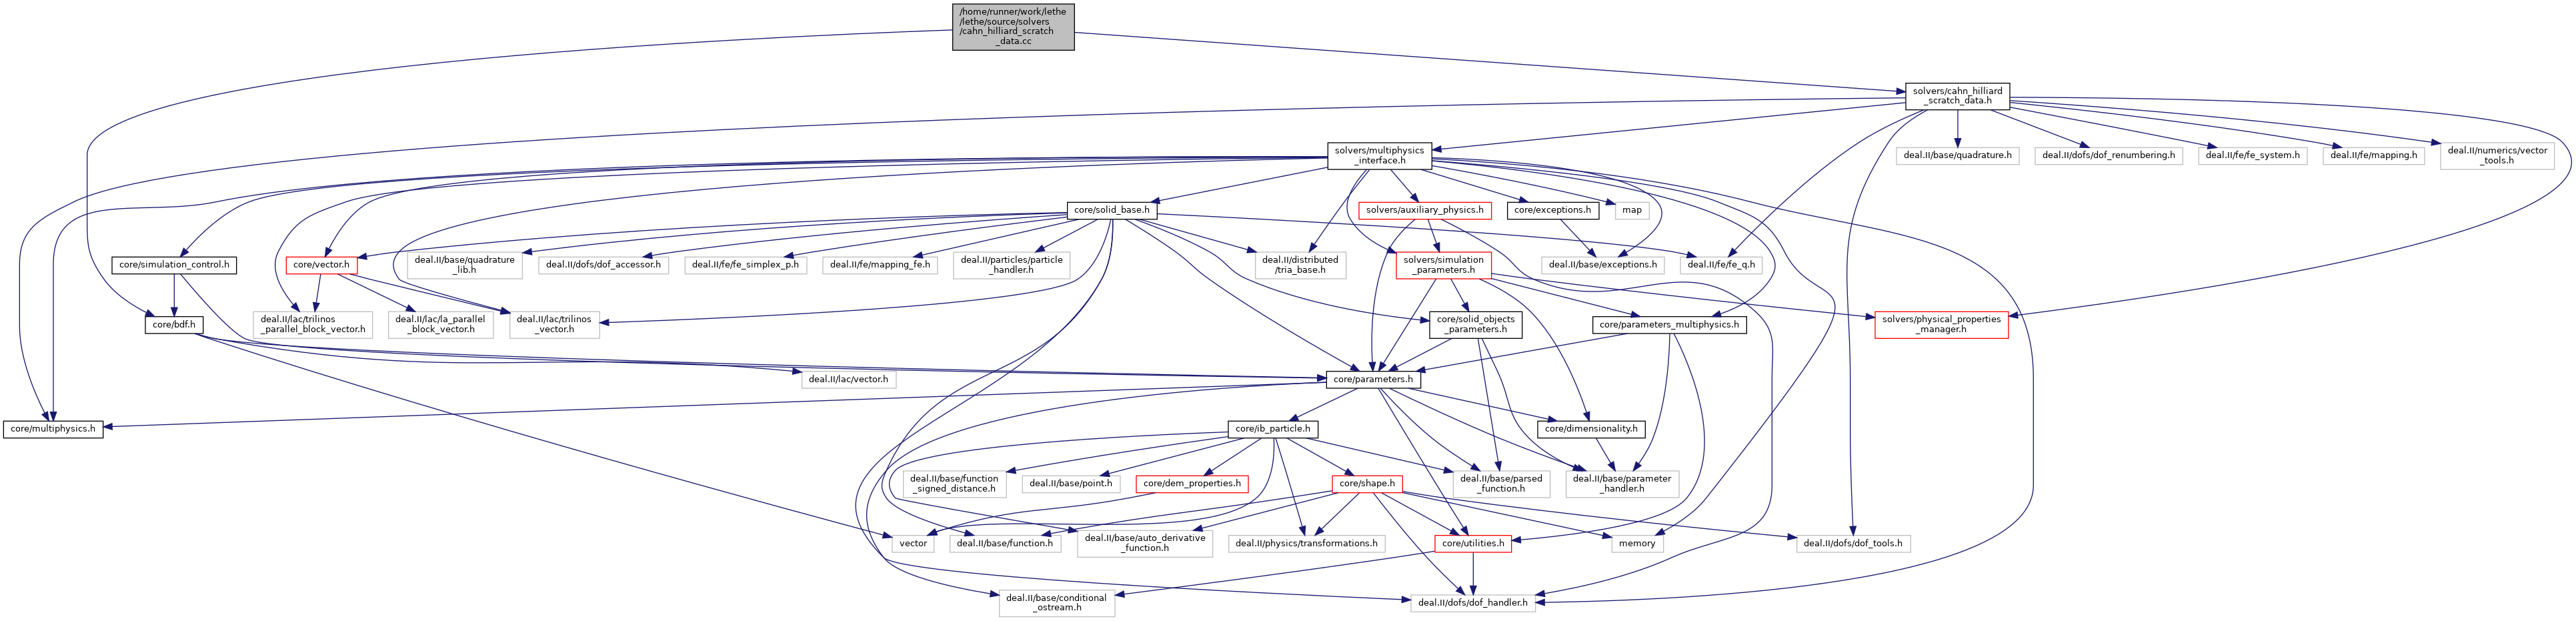 /home/runner/work/lethe
/lethe/source/solvers
/cahn_hilliard_scratch
_data.cc
solvers/cahn_hilliard
_scratch_data.h
solvers/multiphysics
_interface.h
deal.II/base/quadrature.h
deal.II/dofs/dof_renumbering.h
deal.II/fe/fe_system.h
deal.II/fe/mapping.h
deal.II/numerics/vector
_tools.h
core/solid_base.h
solvers/auxiliary_physics.h
core/exceptions.h
map
core/simulation_control.h
core/vector.h
deal.II/base/quadrature
_lib.h
deal.II/dofs/dof_accessor.h
deal.II/fe/fe_simplex_p.h
deal.II/fe/mapping_fe.h
deal.II/particles/particle
_handler.h
deal.II/distributed
/tria_base.h
solvers/simulation
_parameters.h
deal.II/base/exceptions.h
deal.II/fe/fe_q.h
core/bdf.h
deal.II/lac/trilinos
_parallel_block_vector.h
deal.II/lac/la_parallel
_block_vector.h
deal.II/lac/trilinos
_vector.h
core/solid_objects
_parameters.h
core/parameters_multiphysics.h
solvers/physical_properties
_manager.h
deal.II/lac/vector.h
core/parameters.h
core/multiphysics.h
core/ib_particle.h
core/dimensionality.h
deal.II/base/function
_signed_distance.h
deal.II/base/point.h
core/dem_properties.h
core/shape.h
deal.II/base/parsed
_function.h
deal.II/base/parameter
_handler.h
vector
deal.II/base/function.h
deal.II/base/auto_derivative
_function.h
deal.II/physics/transformations.h
core/utilities.h
memory
deal.II/dofs/dof_tools.h
deal.II/base/conditional
_ostream.h
deal.II/dofs/dof_handler.h